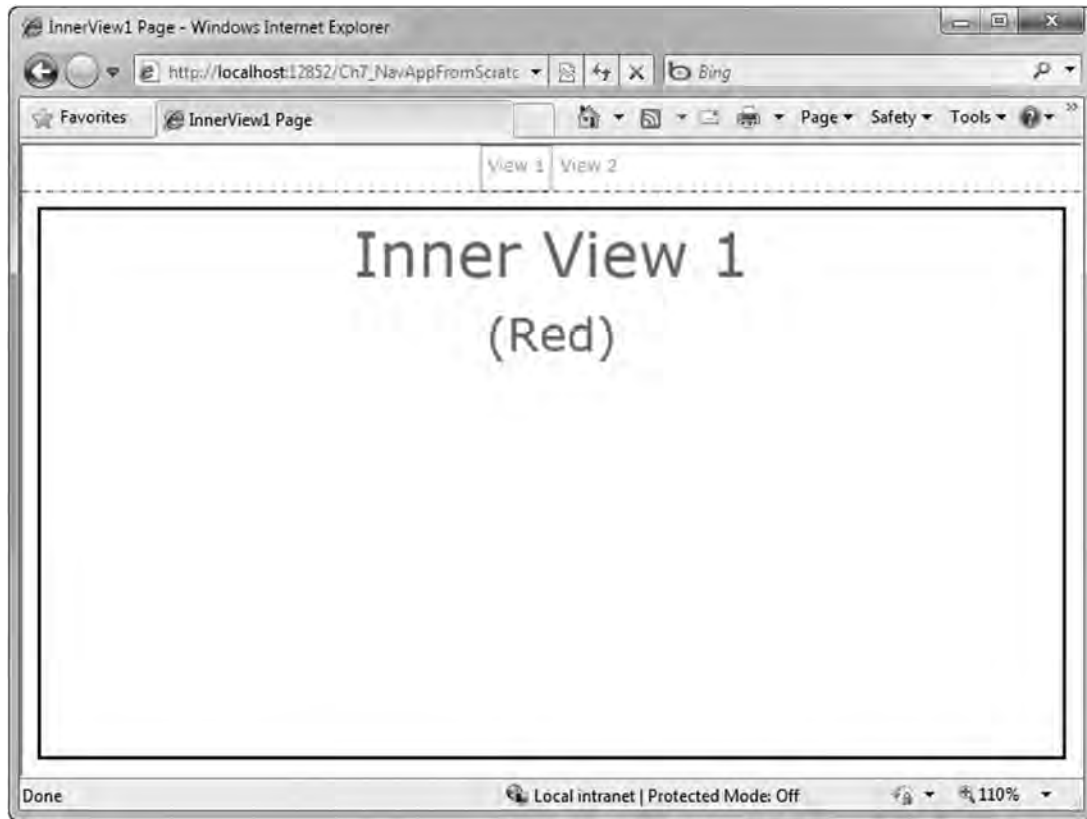 InnerView1 Page - Windows Internet Explorer
http://localhost:12852/Ch7_NavAppFromScratc
Bing
Favorites
InnerView1 Page
Page
Safety
Tools
View 1
View 2
Inner View 1
(Red)
Done
Local intranet | Protected Mode: Off
110%